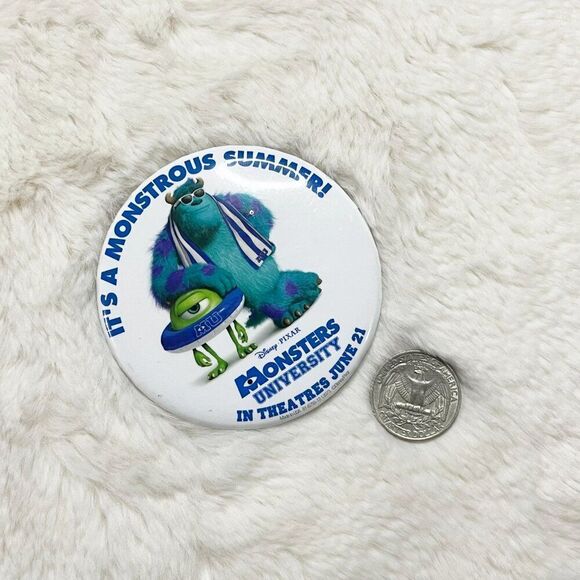 IT'S A MONSTROUS SUMMER!
MU
Disney PIXAR
MONSTERS
UNIVERSITY
IN THEATRES JUNE 21